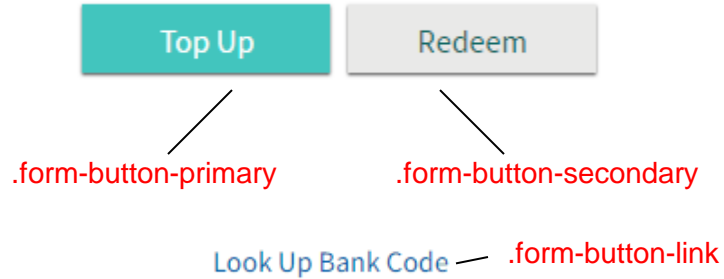 Top Up Redeem
.form-button-primary .form-button-secondary
Look Up Bank Code .form-button-link